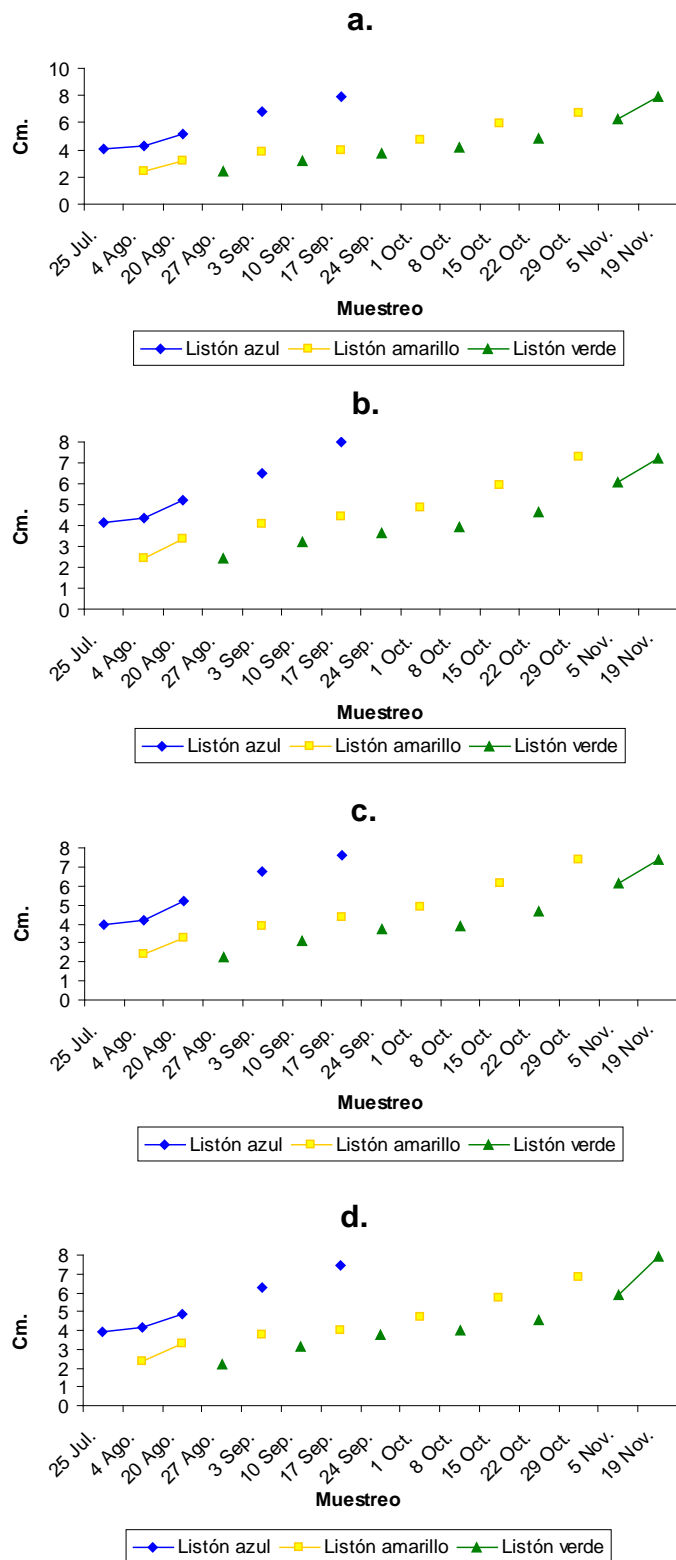 a.
10
8
6
4
2
0
Cm.
25 Jul.
4 Ago.
20 Ago.
27 Ago.
3 Sep.
10 Sep.
17 Sep.
24 Sep.
1 Oct.
8 Oct.
15 Oct.
22 Oct.
29 Oct.
5 Nov.
19 Nov.
Muestreo
Listón azul Listón amarillo Listón verde
b.
8
7
6
5
4
3
2
1
0
Cm.
25 Jul.
4 Ago.
20 Ago.
27 Ago.
3 Sep.
10 Sep.
17 Sep.
24 Sep.
1 Oct.
8 Oct.
15 Oct.
22 Oct.
29 Oct.
5 Nov.
19 Nov.
Muestreo
Listón azul Listón amarillo Listón verde
c.
8
7
6
5
4
3
2
1
0
Cm.
25 Jul.
4 Ago.
20 Ago.
27 Ago.
3 Sep.
10 Sep.
17 Sep.
24 Sep.
1 Oct.
8 Oct.
15 Oct.
22 Oct.
29 Oct.
5 Nov.
19 Nov.
Muestreo
Listón azul Listón amarillo Listón verde
d.
8
7
6
5
4
3
2
1
0
Cm.
25 Jul.
4 Ago.
20 Ago.
27 Ago.
3 Sep.
10 Sep.
17 Sep.
24 Sep.
1 Oct.
8 Oct.
15 Oct.
22 Oct.
29 Oct.
5 Nov.
19 Nov.
Muestreo
Listón azul Listón amarillo Listón verde